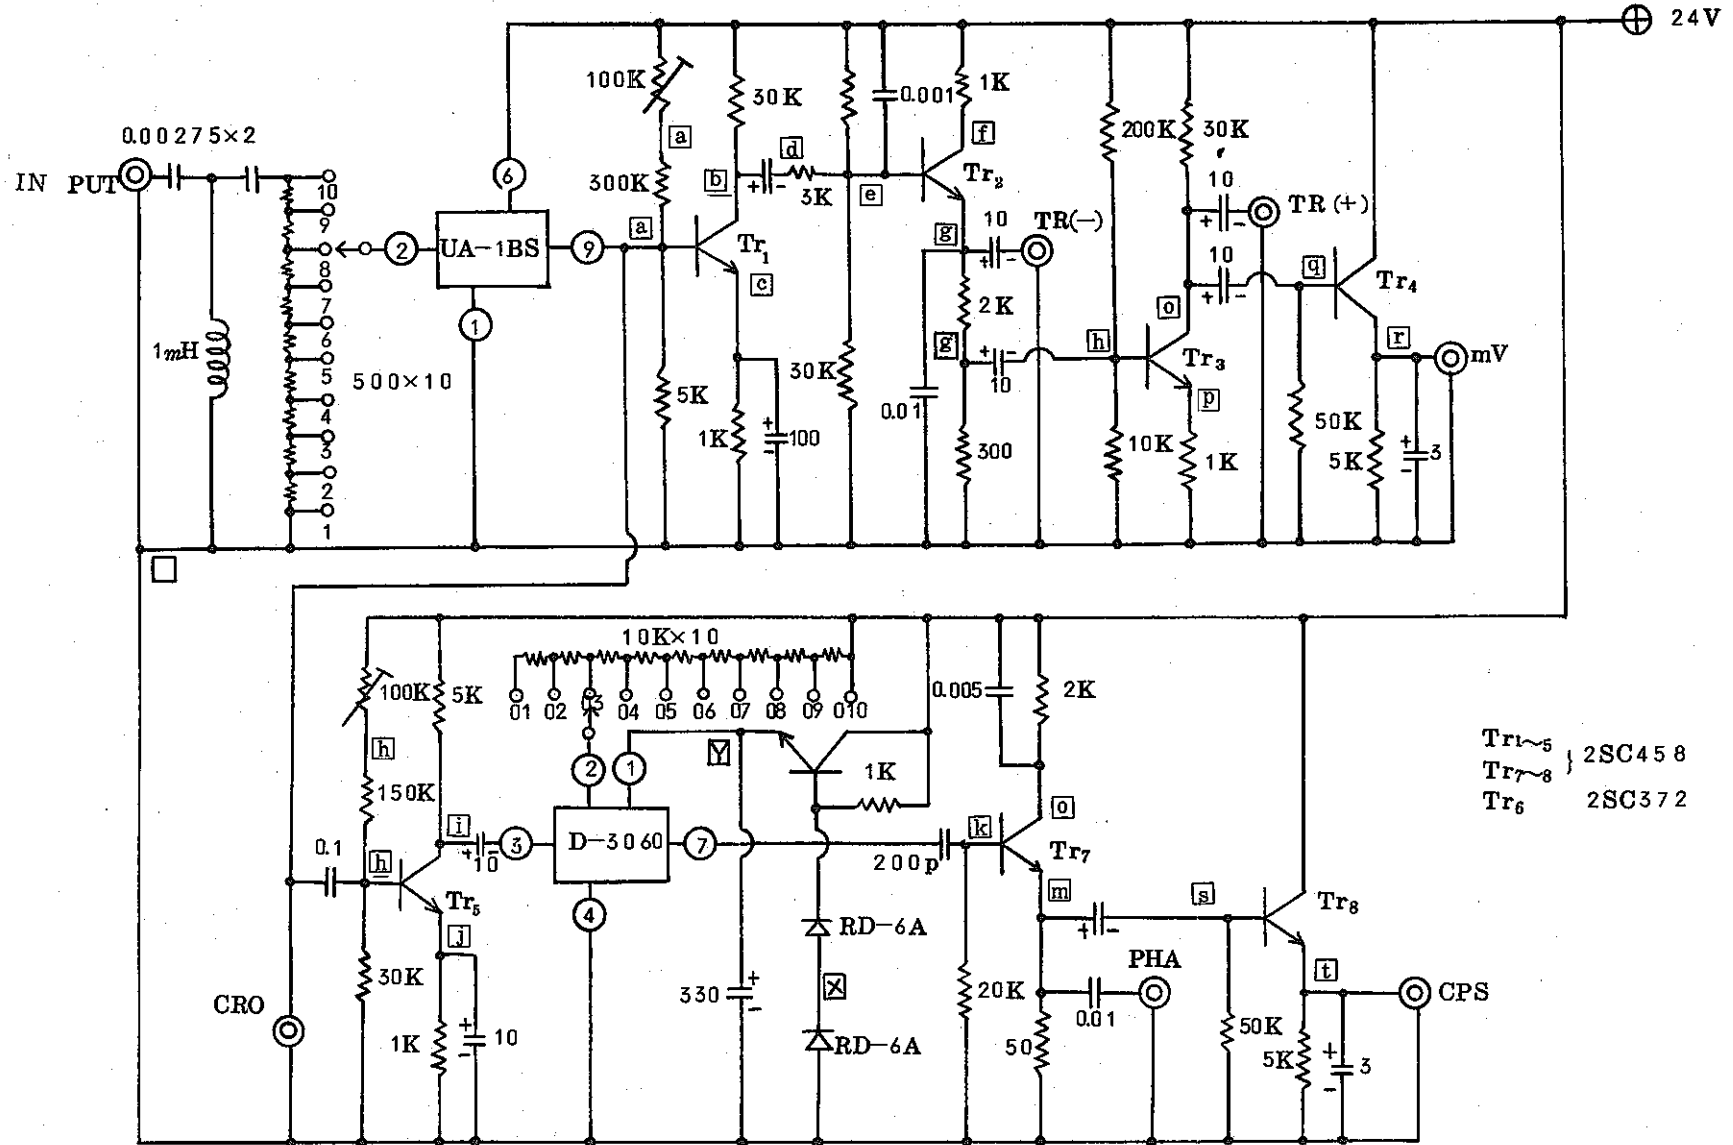 24V
100K
30K
0.001
1K
0.00275×2
IN PUT
10
9
8
7
6
5
4
3
2
1
500×10
1mH
6
2
UA-1BS
9
1
a
300K
a
b
d
3K
e
Tr1
c
5K
1K
100
+
-
30K
f
Tr2
g
10
TR(-)
2K
g'
10
0.01
300
200K
30K
10
TR(+)
10
h
o
Tr3
p
10K
1K
q
Tr4
r
mV
50K
5K
3
10K×10
01
02
03
04
05
06
07
08
09
010
100K
5K
h
150K
0.1
h
i
10
3
D-3060
7
2
1
4
Y
1K
0.005
2K
Tr5
j
30K
1K
10
CRO
330
RD-6A
X
RD-6A
200p
k
o
Tr7
m
20K
50
0.01
PHA
s
Tr8
t
CPS
50K
5K
3
Tr1~5
Tr7~8
} 2SC458
Tr6 2SC372